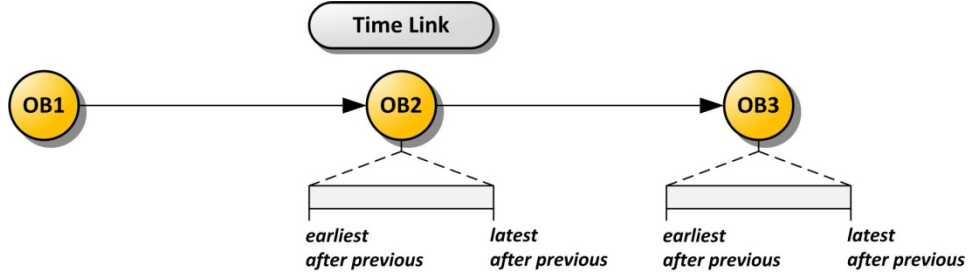 Time Link
OB1
OB2
OB3
earliest
after previous
latest
after previous
earliest
after previous
latest
after previous